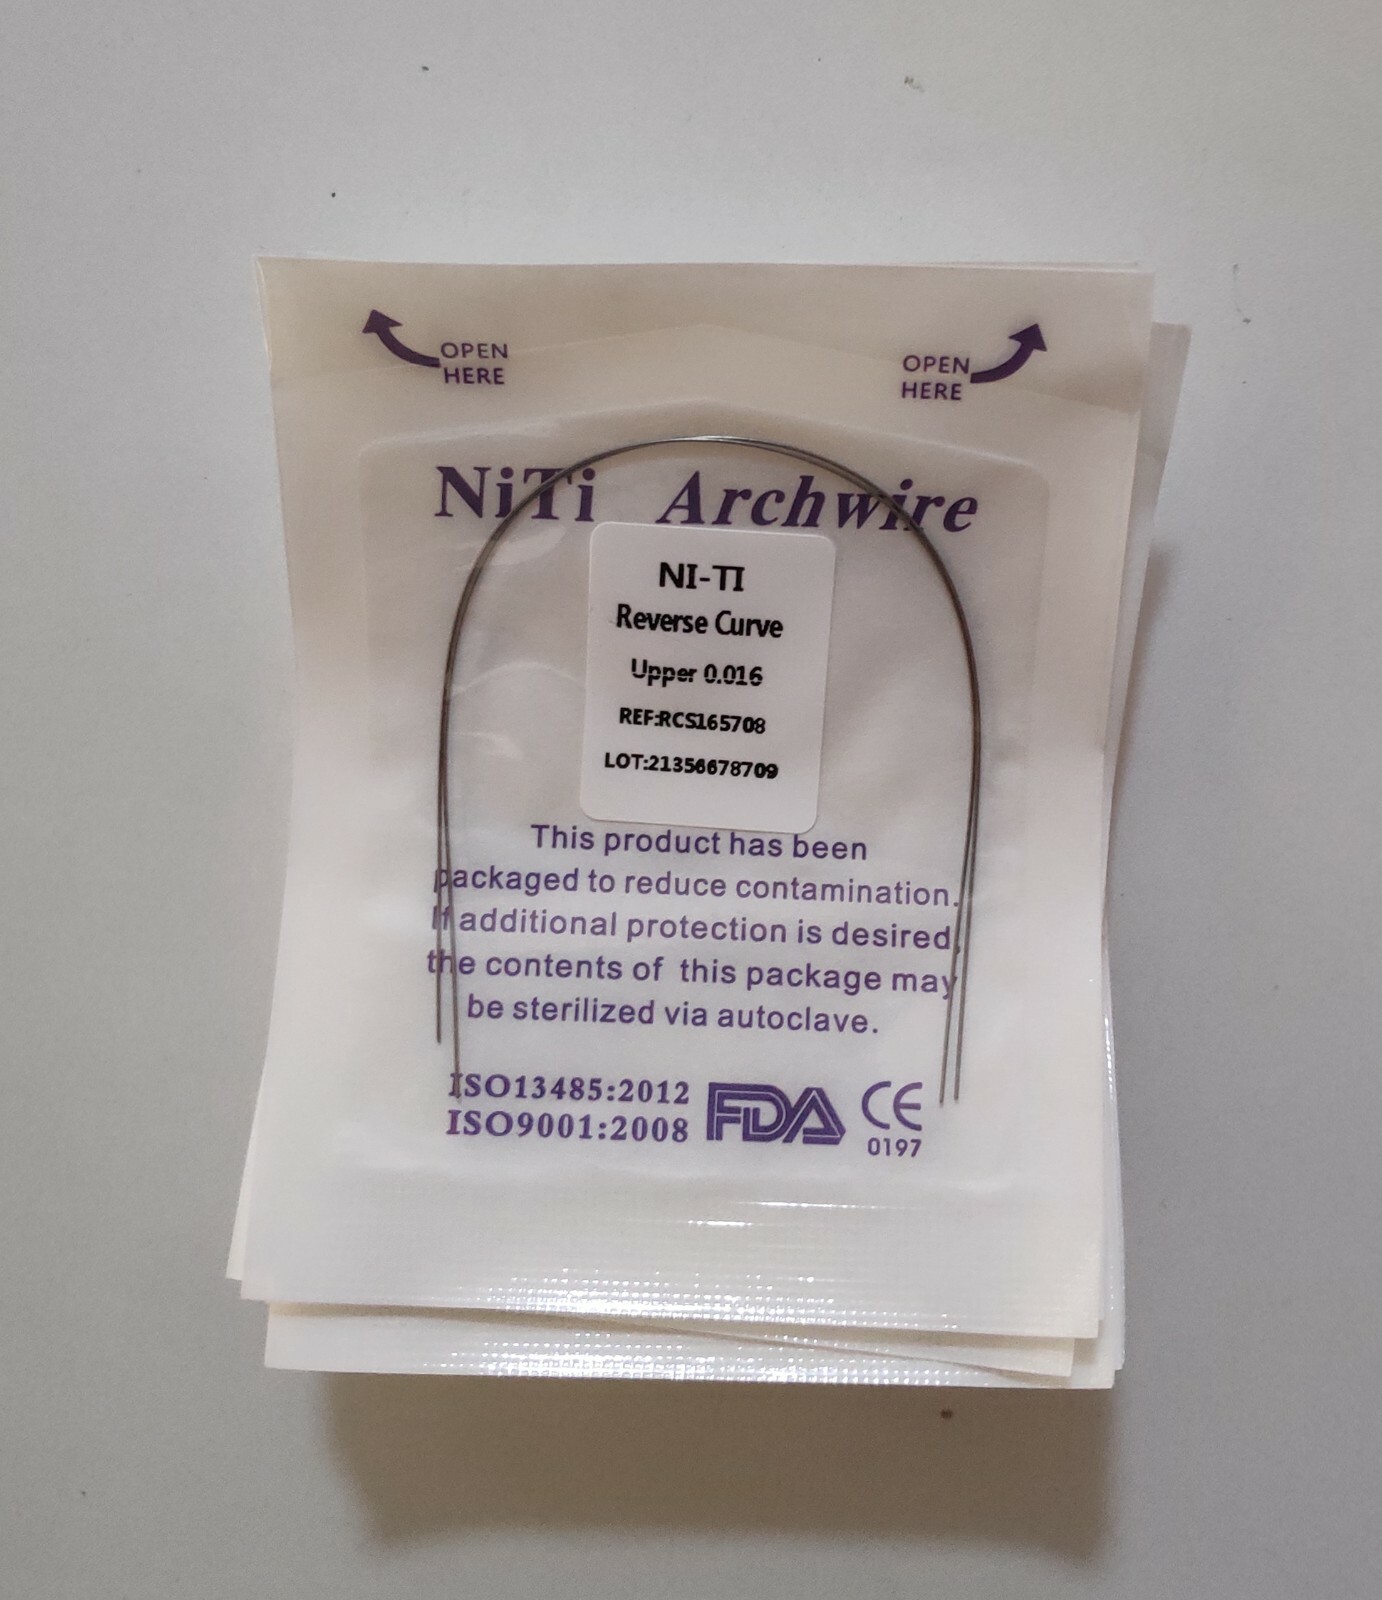 OPEN
HERE
OPEN
HERE
NiTi Archwire
NI-TI
Reverse Curve
Upper 0.016
REF:RCS165708
LOT:21356678709
This product has been
packaged to reduce contamination.
If additional protection is desired,
the contents of this package may
be sterilized via autoclave.
ISO13485:2012
ISO9001:2008
FDA
CE
0197